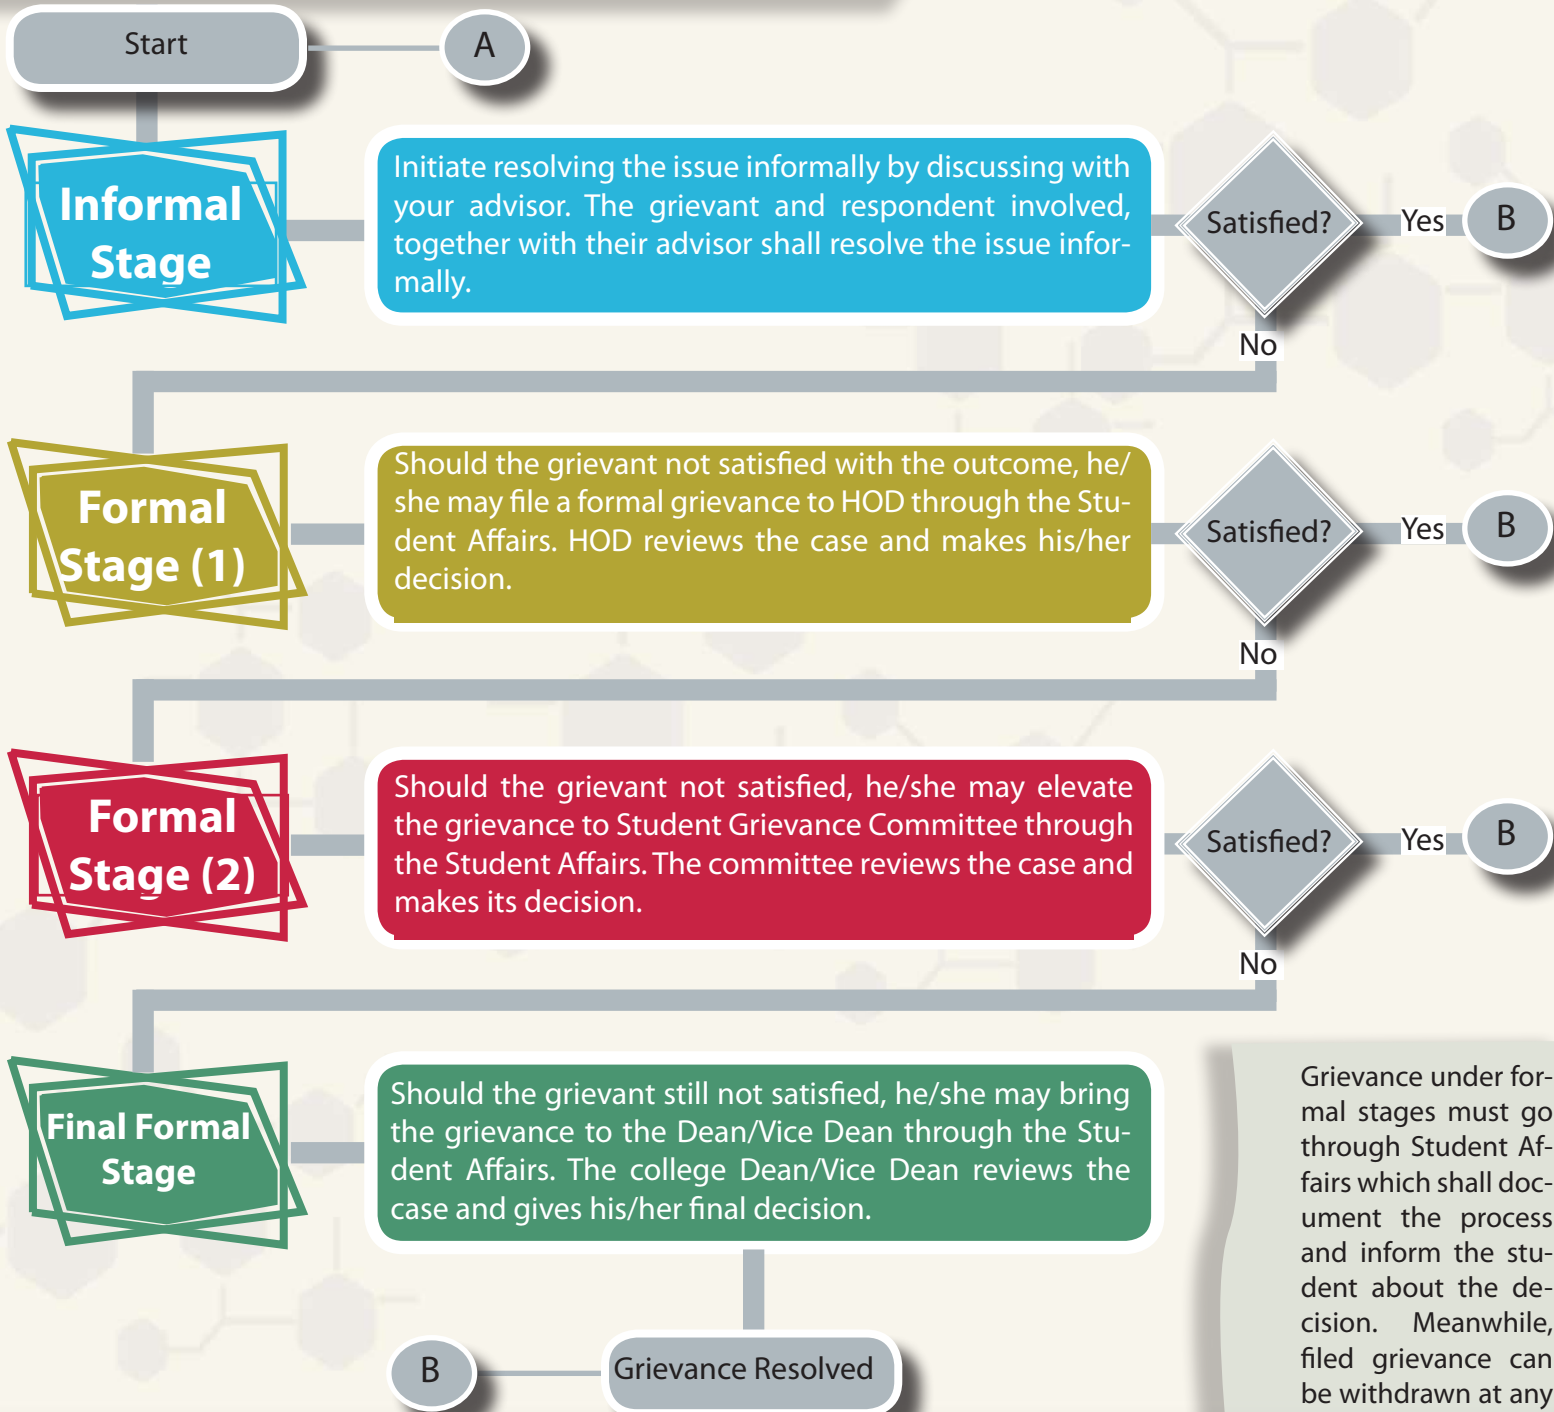 Start
A
Informal
Stage
Initiate resolving the issue informally by discussing with
your advisor. The grievant and respondent involved,
together with their advisor shall resolve the issue infor-
mally.
Satisfied?
Yes
B
No
Formal
Stage (1)
Should the grievant not satisfied with the outcome, he/
she may file a formal grievance to HOD through the Stu-
dent Affairs. HOD reviews the case and makes his/her
decision.
Satisfied?
Yes
B
No
Formal
Stage (2)
Should the grievant not satisfied, he/she may elevate
the grievance to Student Grievance Committee through
the Student Affairs. The committee reviews the case and
makes its decision.
Satisfied?
Yes
B
No
Final Formal
Stage
Should the grievant still not satisfied, he/she may bring
the grievance to the Dean/Vice Dean through the Stu-
dent Affairs. The college Dean/Vice Dean reviews the
case and gives his/her final decision.
Grievance under for-
mal stages must go
through Student Af-
fairs which shall doc-
ument the process
and inform the stu-
dent about the de-
cision. Meanwhile,
filed grievance can
be withdrawn at any
B
Grievance Resolved